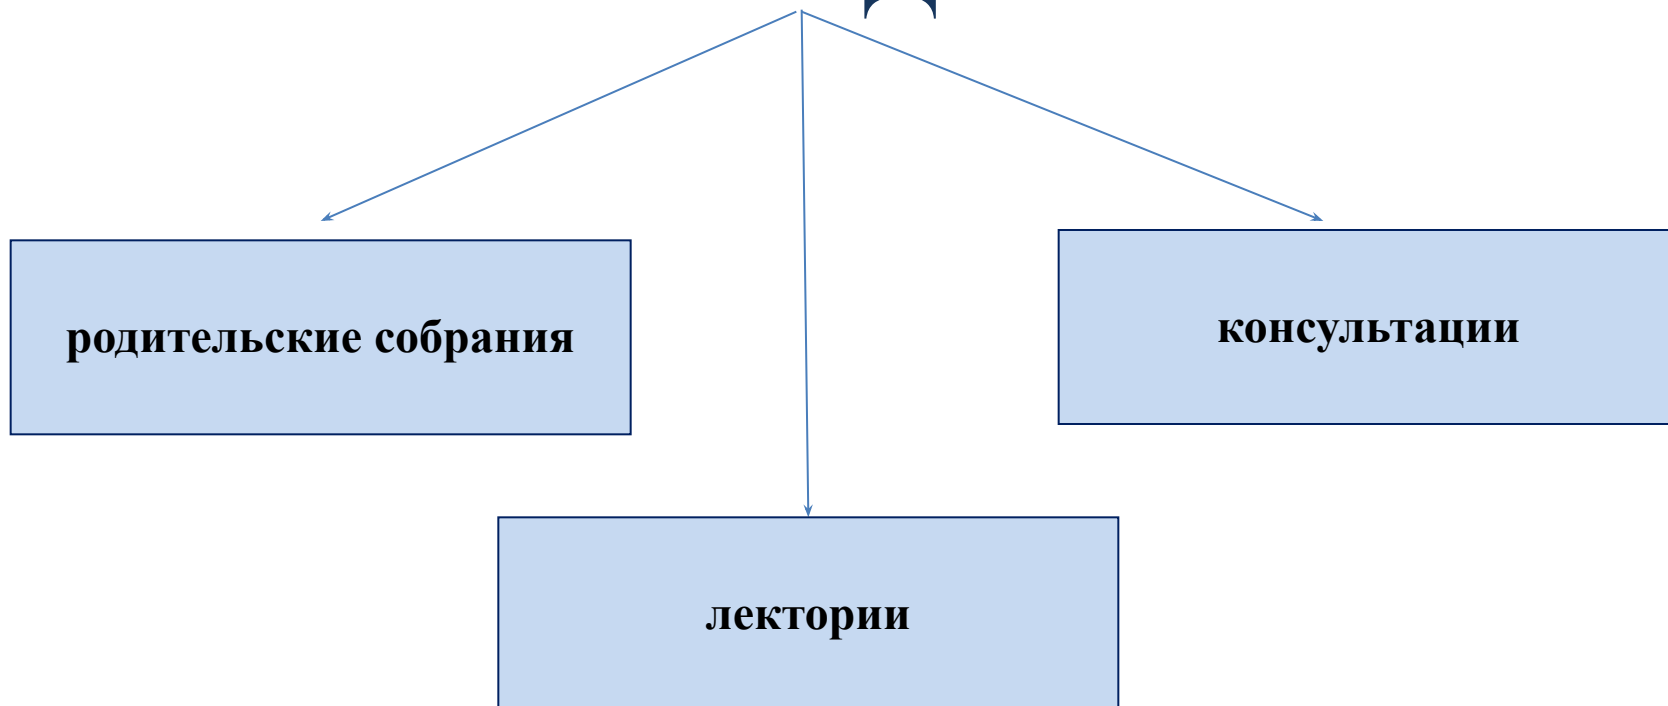 родительские собрания
консультации
лектории